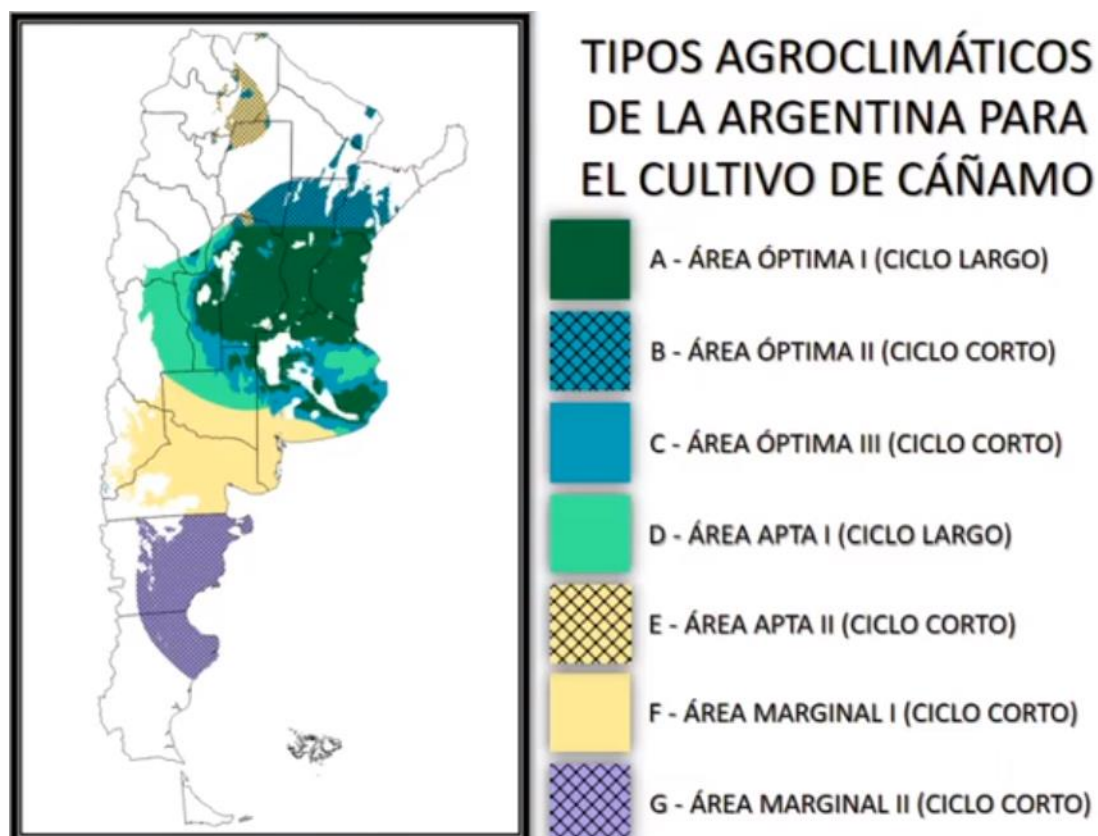 TIPOS AGROCLIMÁTICOS
DE LA ARGENTINA PARA
EL CULTIVO DE CÁÑAMO
A - ÁREA ÓPTIMA I (CICLO LARGO)
B - ÁREA ÓPTIMA II (CICLO CORTO)
C - ÁREA ÓPTIMA III (CICLO CORTO)
D - ÁREA APTA I (CICLO LARGO)
E - ÁREA APTA II (CICLO CORTO)
F - ÁREA MARGINAL I (CICLO CORTO)
G - ÁREA MARGINAL II (CICLO CORTO)